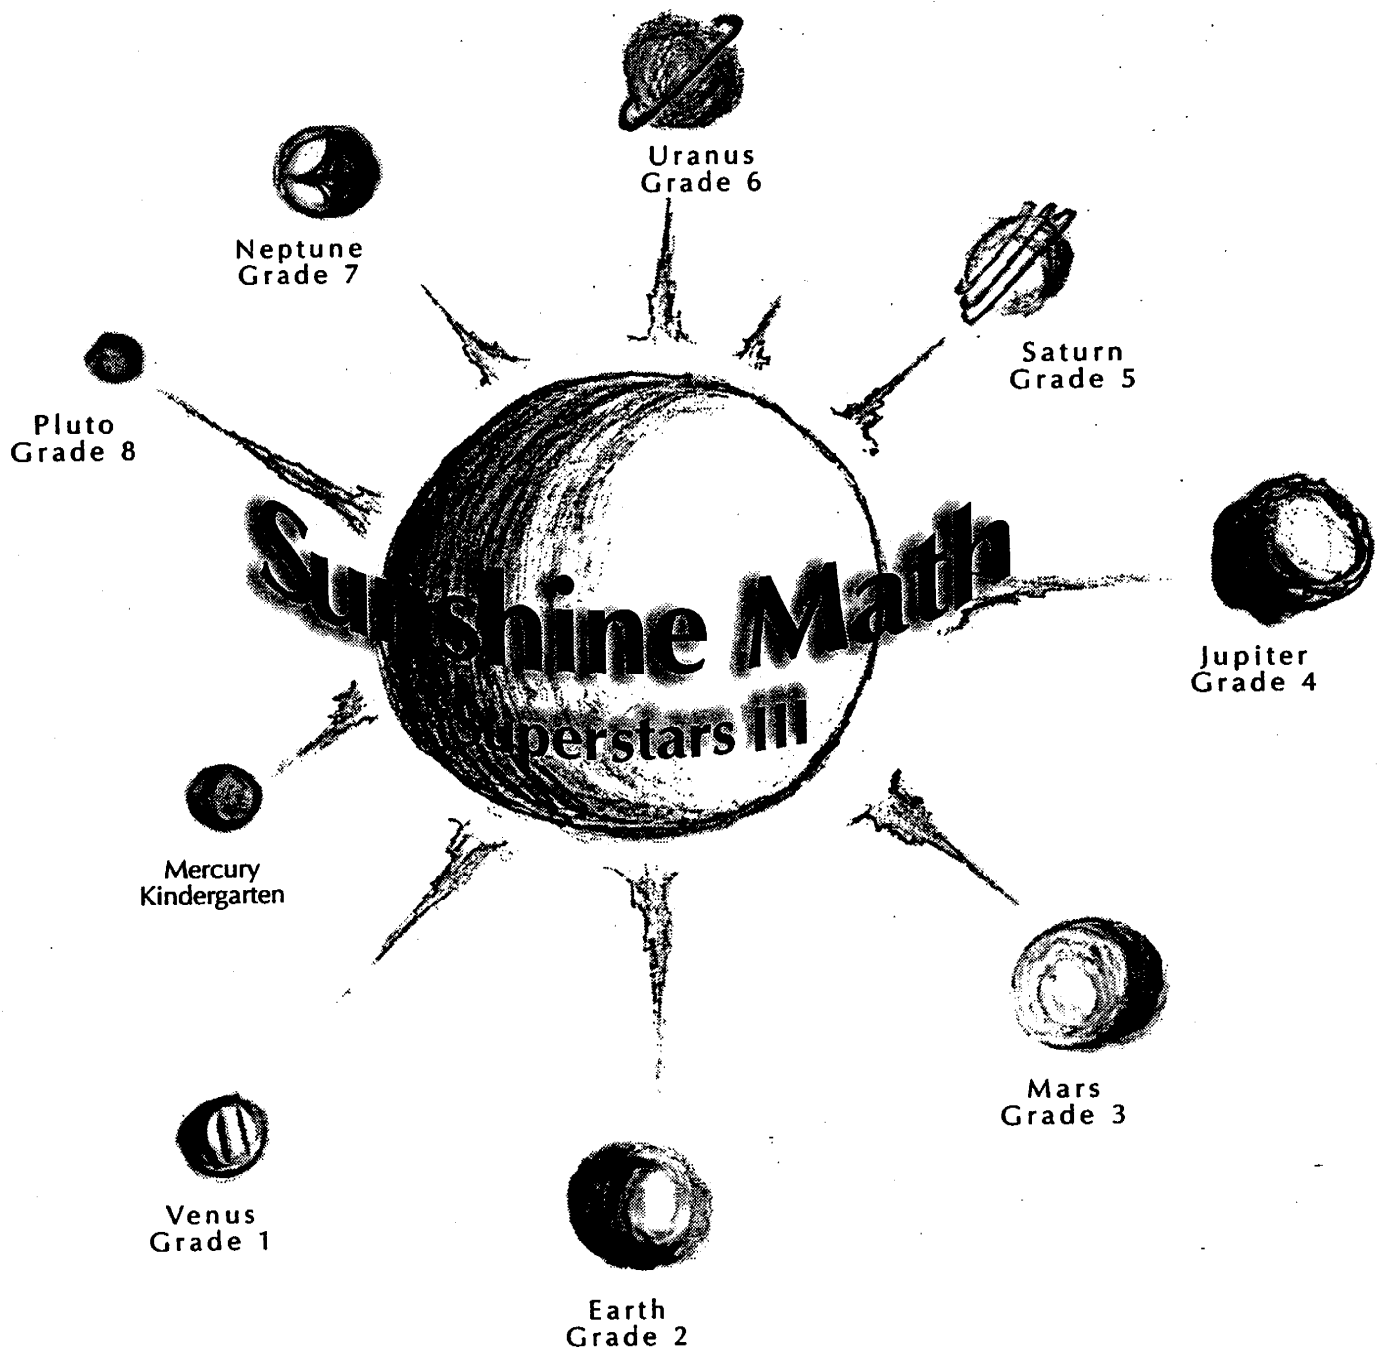 Uranus
Grade 6
Neptune
Grade 7
Saturn
Grade 5
Pluto
Grade 8
Sunshine Math
Superstars III
Jupiter
Grade 4
Mercury
Kindergarten
Mars
Grade 3
Venus
Grade 1
Earth
Grade 2